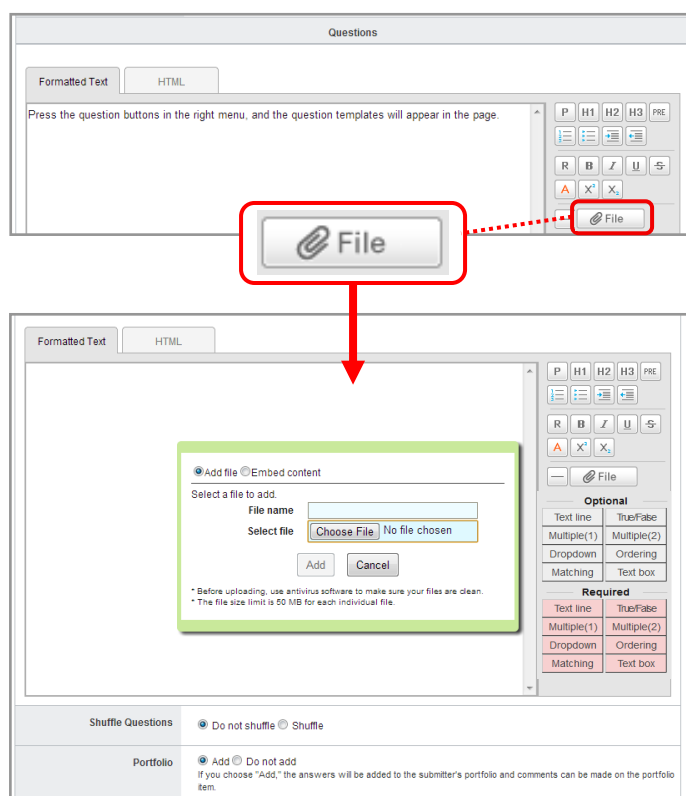 Questions
Formatted Text HTML
Press the question buttons in the right menu, and the question templates will appear in the page.
P H1 H2 H3 PRE
R B I U S
A X² X₂
— File
File
Formatted Text HTML
P H1 H2 H3 PRE
R B I U S
A X² X₂
— File
Add file Embed content
Select a file to add.
File name
Select file Choose File No file chosen
Add Cancel
* Before uploading, use antivirus software to make sure your files are clean.
* The file size limit is 50 MB for each individual file.
Optional
Text line True/False
Multiple(1) Multiple(2)
Dropdown Ordering
Matching Text box
Required
Text line True/False
Multiple(1) Multiple(2)
Dropdown Ordering
Matching Text box
Shuffle Questions Do not shuffle Shuffle
Portfolio Add Do not add
If you choose "Add," the answers will be added to the submitter's portfolio and comments can be made on the portfolio
item.